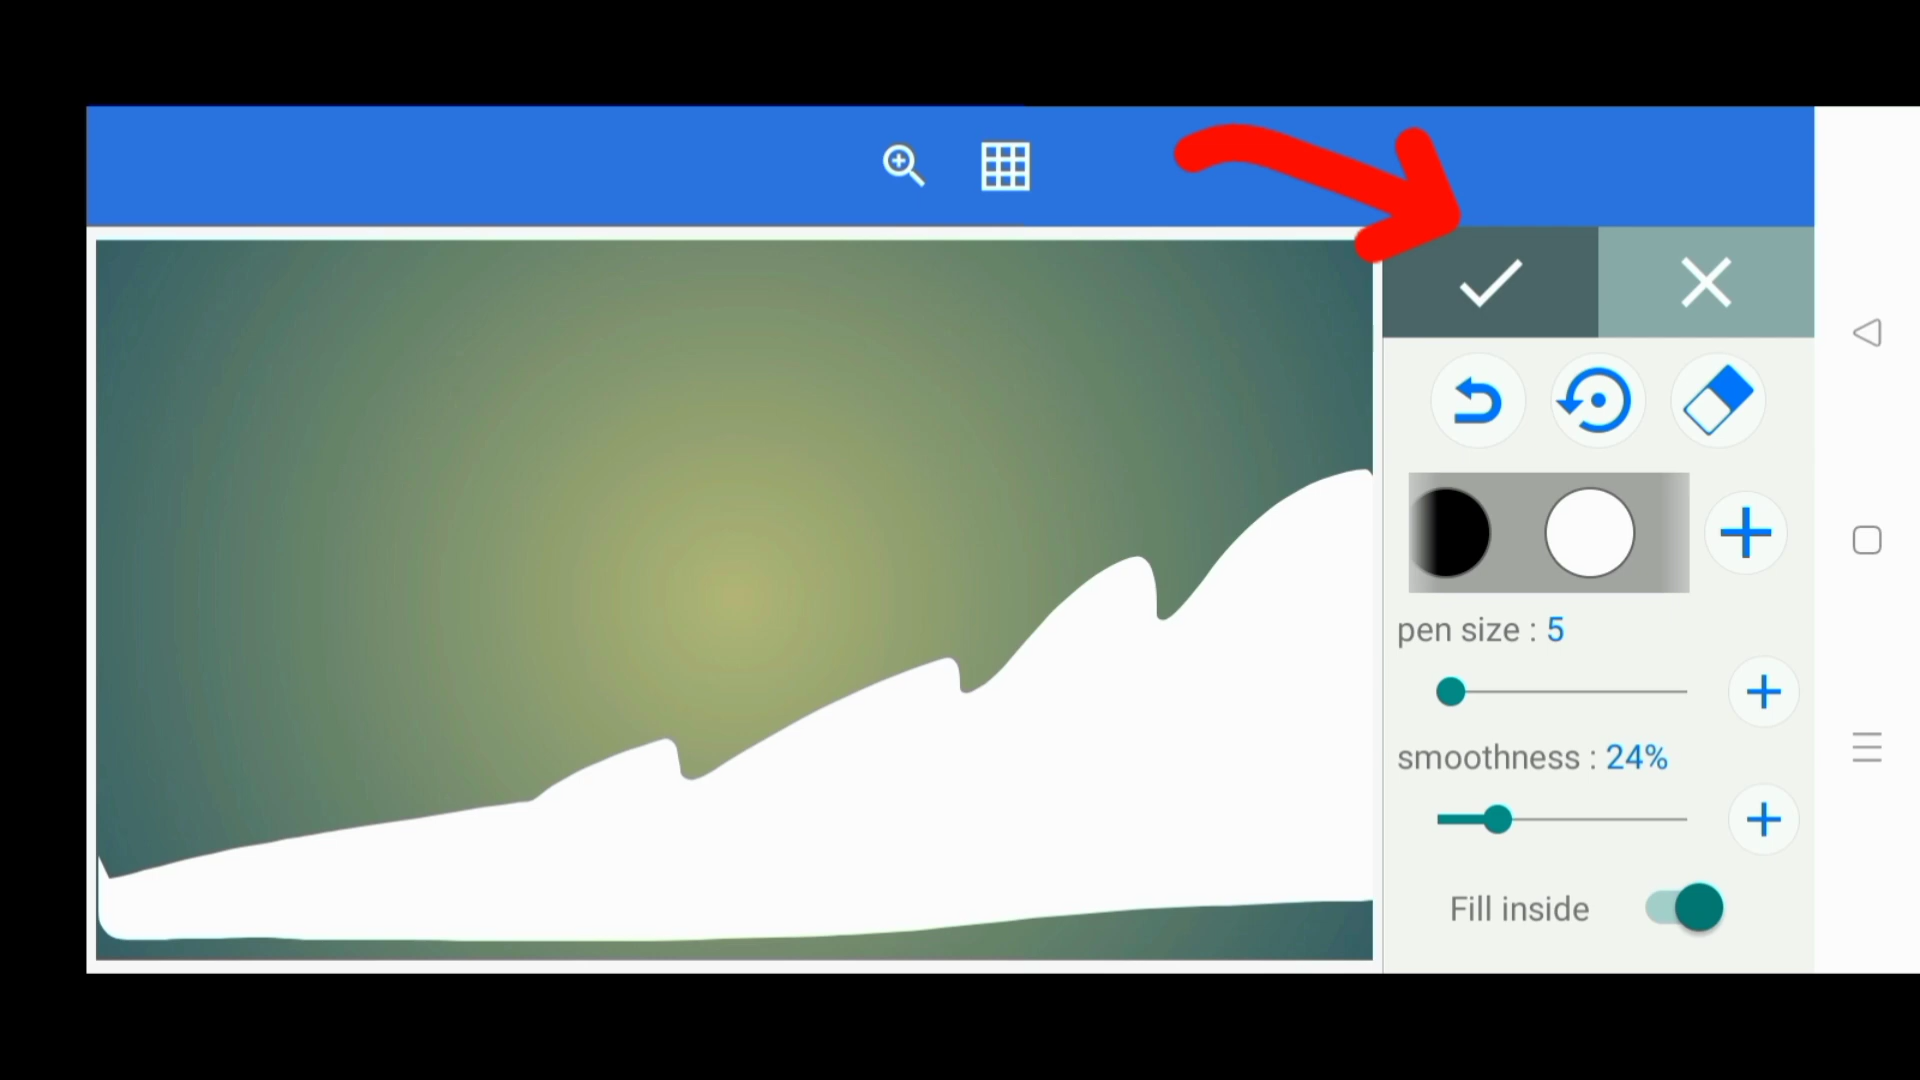 pen size : 5
smoothness : 24%
Fill inside